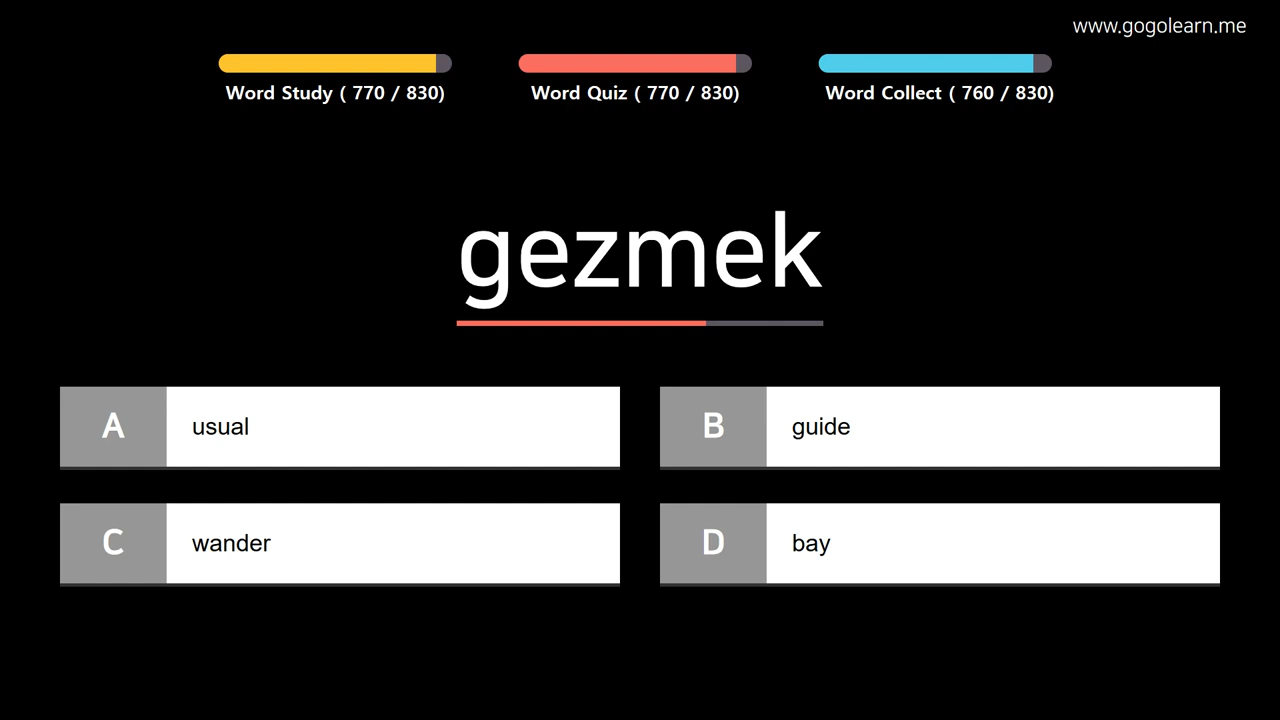 www.gogolearn.me
Word Study ( 770 / 830)
Word Quiz ( 770 / 830)
Word Collect ( 760 / 830)
gezmek
A usual
B guide
C wander
D bay